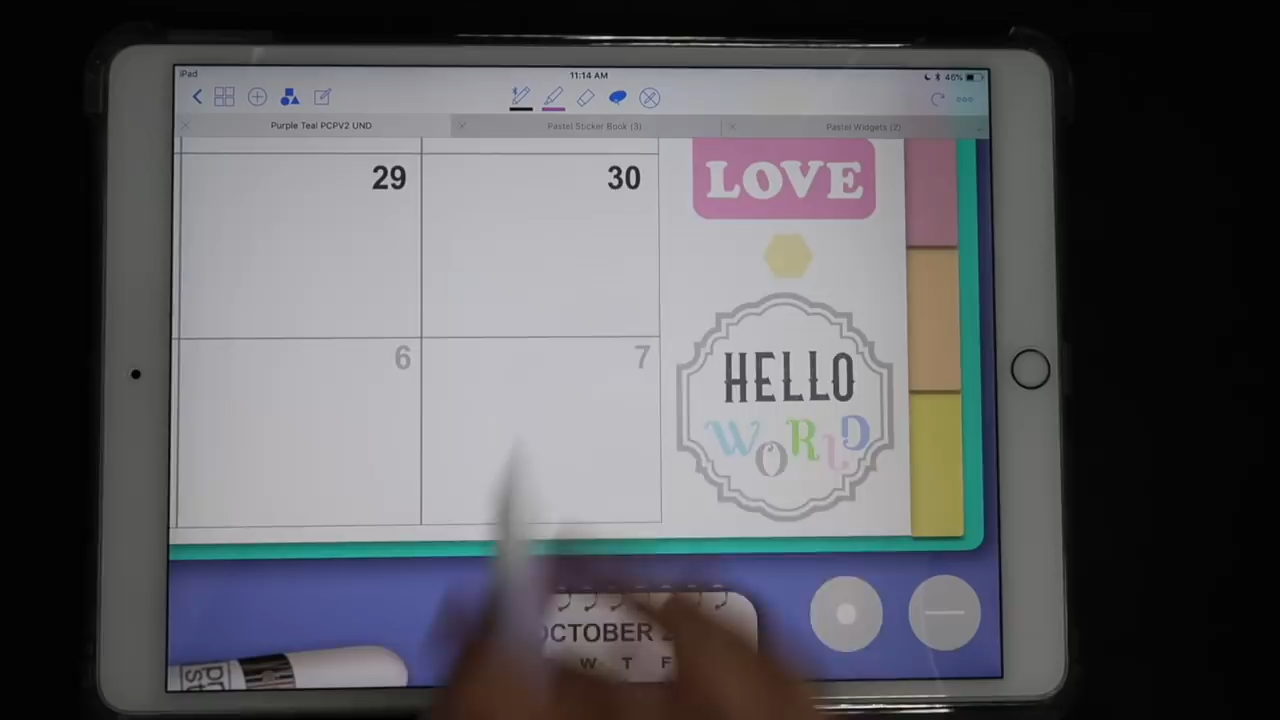 iPad
11:14 AM
46%
Purple Teal PCPV2 UND
Pastel Sticker Book (3)
Pastel Widgets (2)
29
30
LOVE
6
7
HELLO
WORLD
OCTOBER
W T F